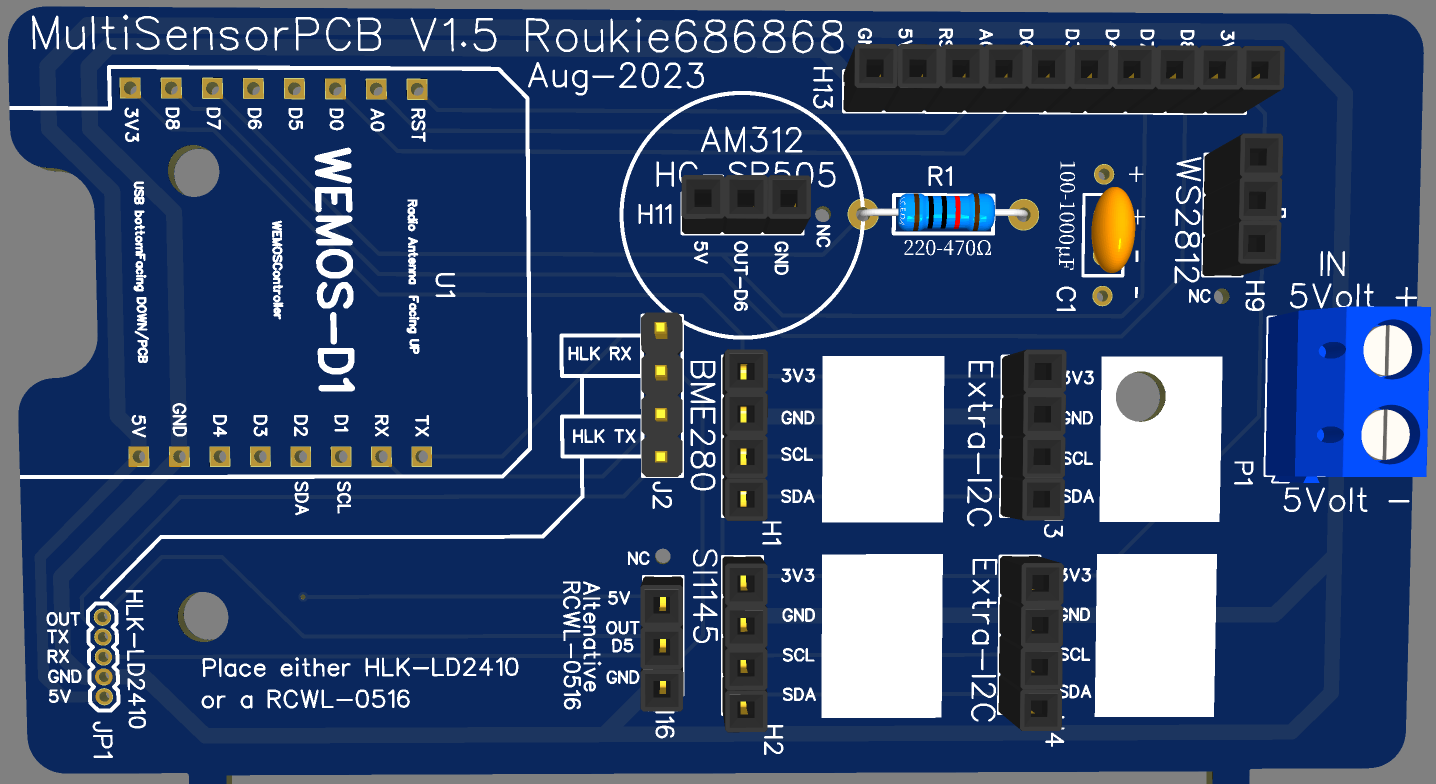 MultiSensorPCB V1.5 Roukie686868
Aug-2023
H13
5V
3V3
D8
D7
D6
D5
D0
A0
RST
USB bottomFacing DOWN/PCB
WEMOSController
WEMOS-D1
Radio Antenna Facing UP
U1
5V
GND
D4
D3
D2
D1
RX
TX
SDA
SCL
AM312
HC-SR505
H11
5V
OUT-D6
GND
NC
R1
220-470Ω
100-1000µF
+
+
-
-
C1
WS2812
NC
H9
IN
5Volt +
5Volt -
P1
HLK RX
HLK TX
J2
BME280
3V3
GND
SCL
SDA
H1
Extra-I2C
3V3
GND
SCL
SDA
3
NC
Altenative
RCWL-0516
5V
OUT
D5
GND
SI1145
3V3
GND
SCL
SDA
H2
Extra-I2C
3V3
GND
SCL
SDA
4
OUT
TX
RX
GND
5V
HLK-LD2410
JP1
Place either HLK-LD2410
or a RCWL-0516